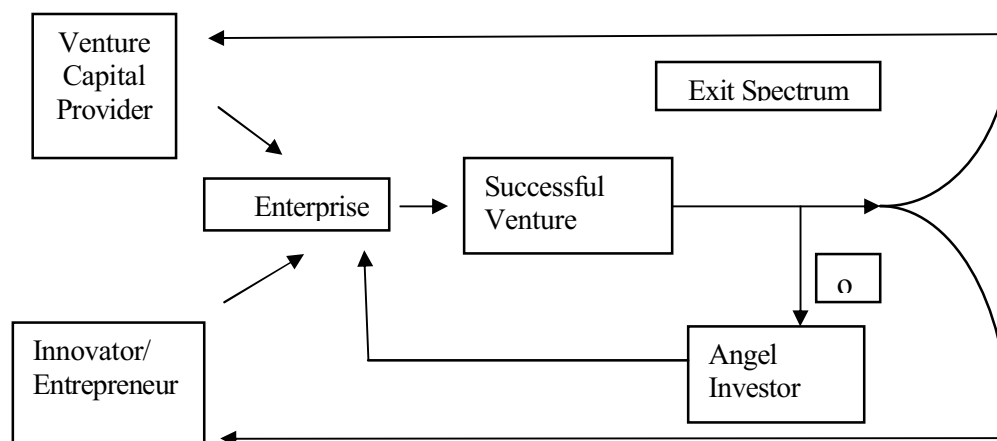 Venture
Capital
Provider
Exit Spectrum
Enterprise
Successful
Venture
o
Innovator/
Entrepreneur
Angel
Investor